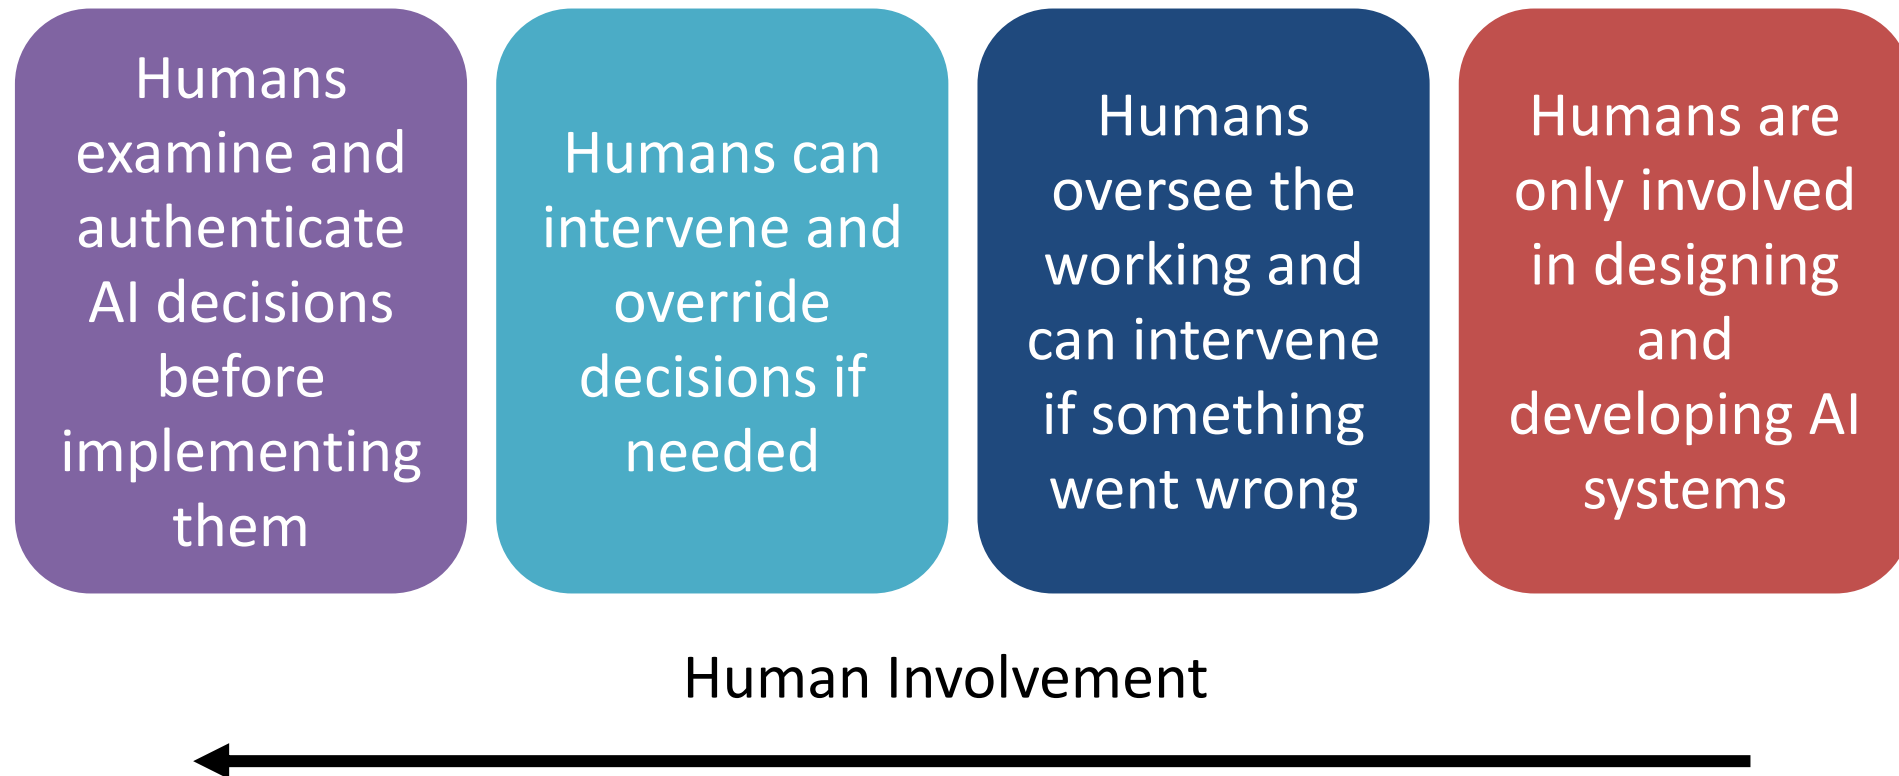 Humans
examine and
authenticate
AI decisions
before
implementing
them
Humans can
intervene and
override
decisions if
needed
Humans
oversee the
working and
can intervene
if something
went wrong
Humans are
only involved
in designing
and
developing AI
systems
Human Involvement